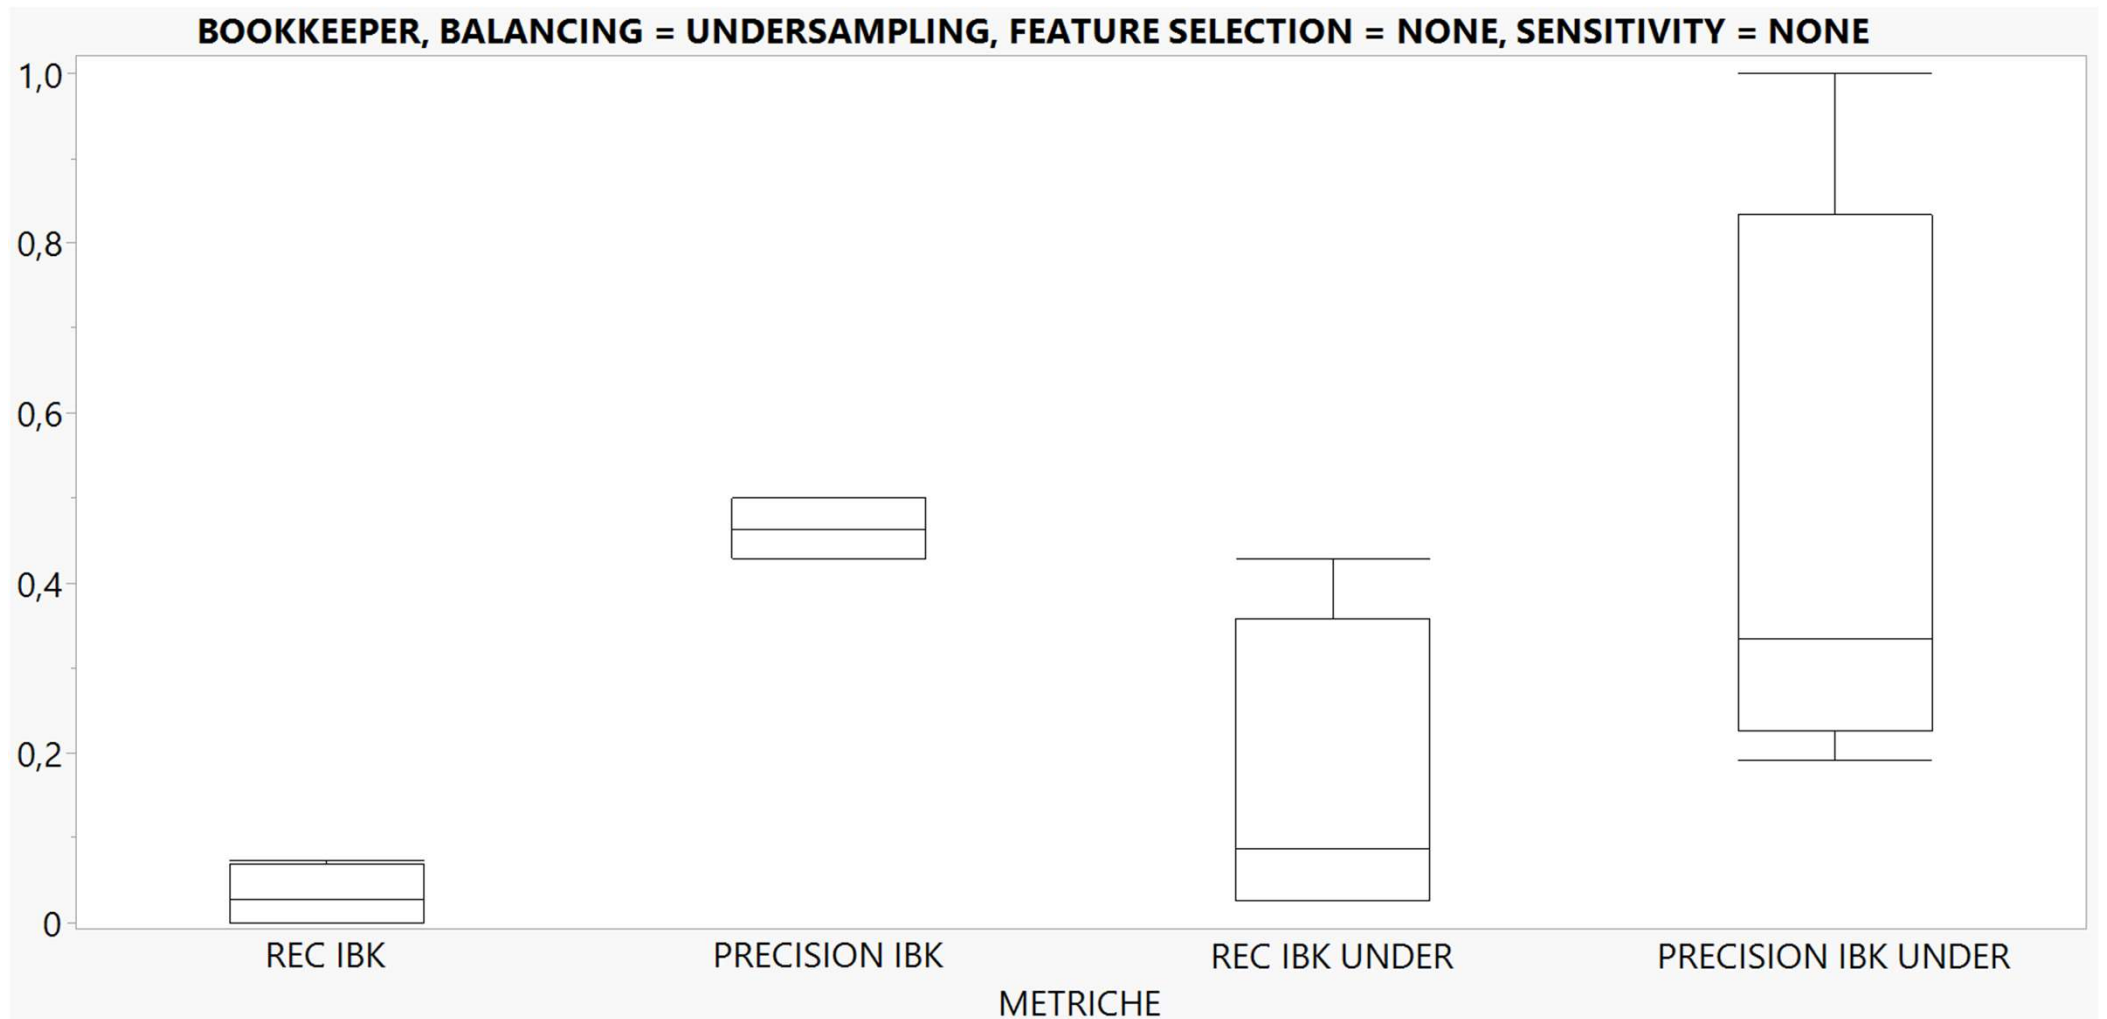 BOOKKEEPER, BALANCING = UNDERSAMPLING, FEATURE SELECTION = NONE, SENSITIVITY = NONE
1,0
0,8
0,6
0,4
0,2
0
REC IBK PRECISION IBK REC IBK UNDER PRECISION IBK UNDER
METRICHE